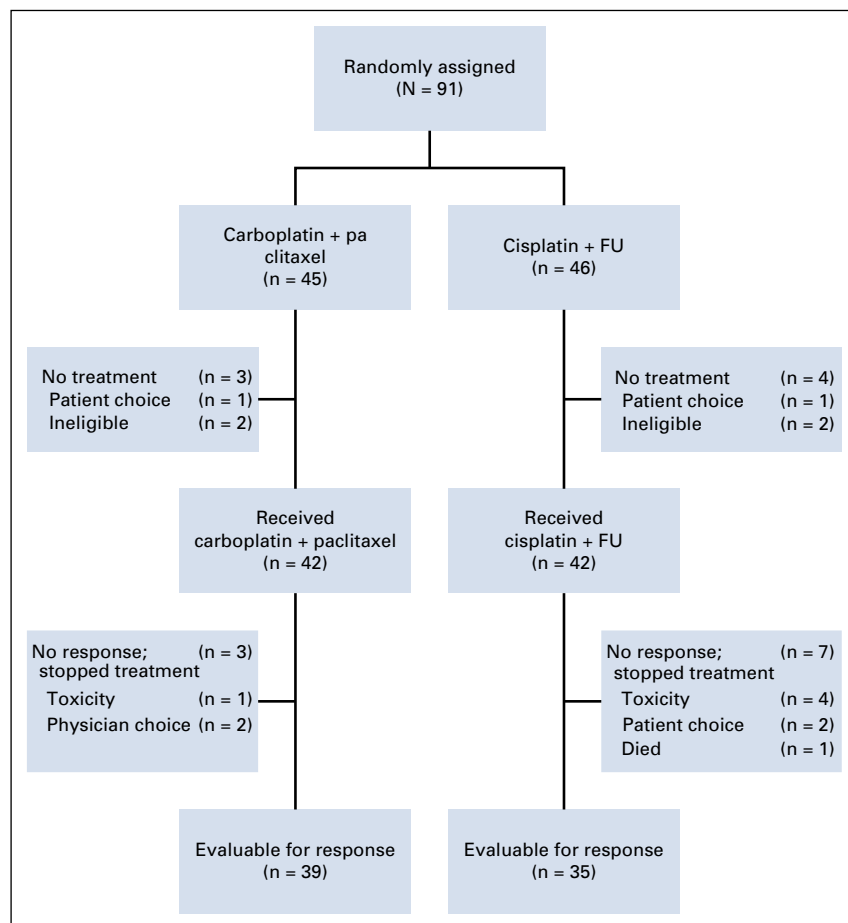 Randomly assigned
(N = 91)
Carboplatin + pa
clitaxel
(n = 45)
Cisplatin + FU
(n = 46)
No treatment (n = 3)
Patient choice (n = 1)
Ineligible (n = 2)
No treatment (n = 4)
Patient choice (n = 1)
Ineligible (n = 2)
Received
carboplatin + paclitaxel
(n = 42)
Received
cisplatin + FU
(n = 42)
No response; (n = 3)
stopped treatment
Toxicity (n = 1)
Physician choice (n = 2)
No response; (n = 7)
stopped treatment
Toxicity (n = 4)
Patient choice (n = 2)
Died (n = 1)
Evaluable for response
(n = 39)
Evaluable for response
(n = 35)